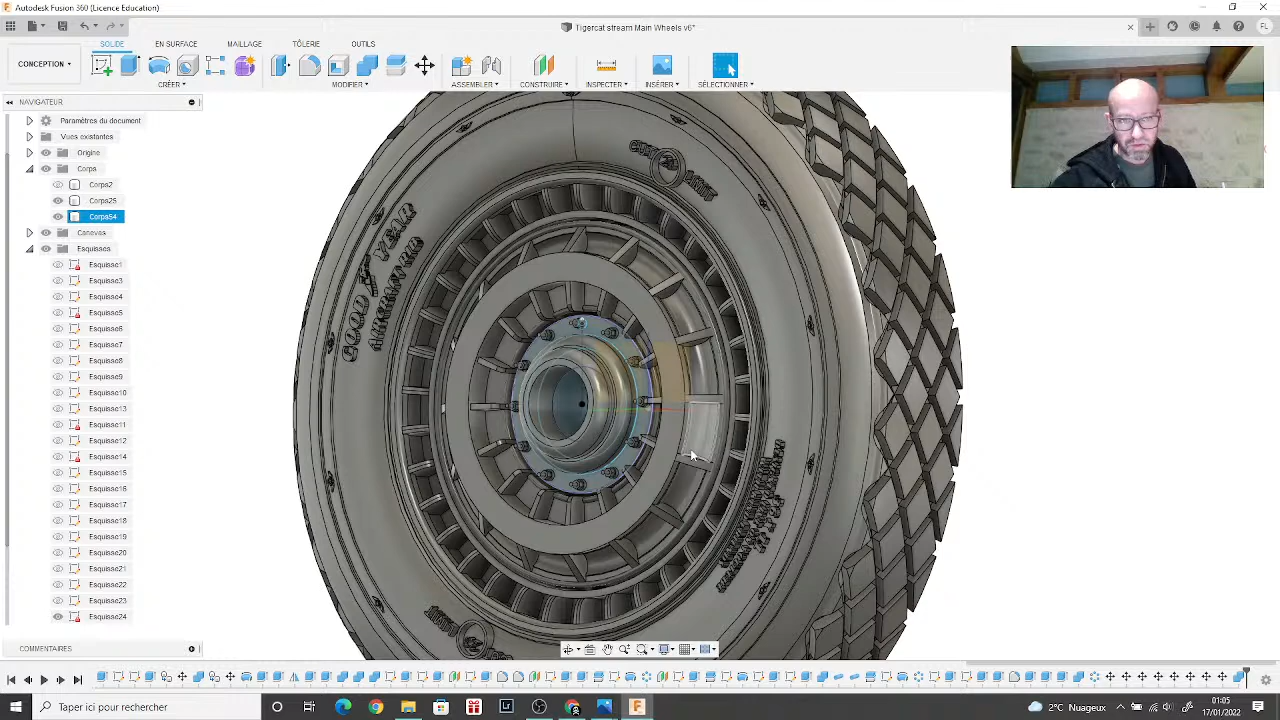 Autodesk Fusion 360 (Licence Education)
Tigercat stream Main Wheels v6*
FL
SOLIDE EN SURFACE MAILLAGE TÔLERIE OUTILS
CONCEPTION
CRÉER MODIFIER ASSEMBLER CONSTRUIRE INSPECTER INSÉRER SÉLECTIONNER
NAVIGATEUR
Paramètres du document
Vues existantes
Origine
Corps
Corps2
Corps25
Corps54
Canevas
Esquisses
Esquisse1
Esquisse3
Esquisse4
Esquisse5
Esquisse6
Esquisse7
Esquisse8
Esquisse9
Esquisse10
Esquisse13
Esquisse11
Esquisse12
Esquisse14
Esquisse15
Esquisse16
Esquisse17
Esquisse18
Esquisse19
Esquisse20
Esquisse21
Esquisse22
Esquisse23
Esquisse24
GOOD YEAR
COMMENTAIRES
Taper ici pour rechercher
2°C Nuageux
01:05
17/01/2022